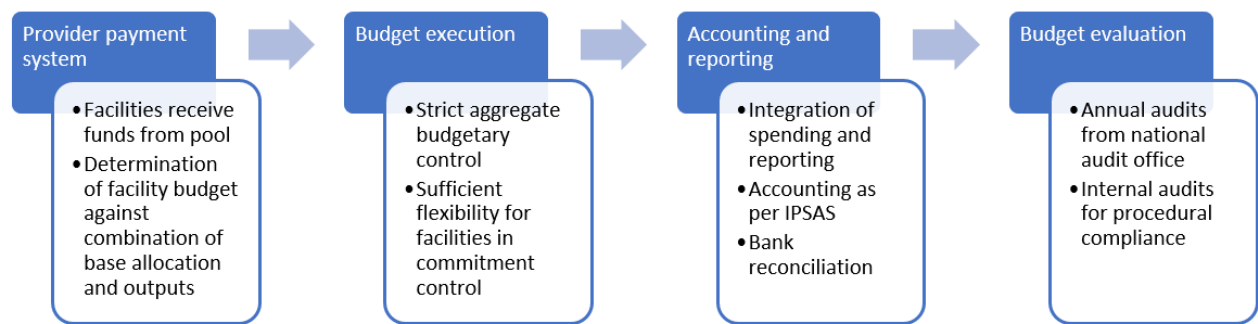 Provider payment
system
• Facilities receive
funds from pool
• Determination
of facility budget
against
combination of
base allocation
and outputs
Budget execution
• Strict aggregate
budgetary
control
• Sufficient
flexibility for
facilities in
commitment
control
Accounting and
reporting
• Integration of
spending and
reporting
• Accounting as
per IPSAS
• Bank
reconciliation
Budget evaluation
• Annual audits
from national
audit office
• Internal audits
for procedural
compliance